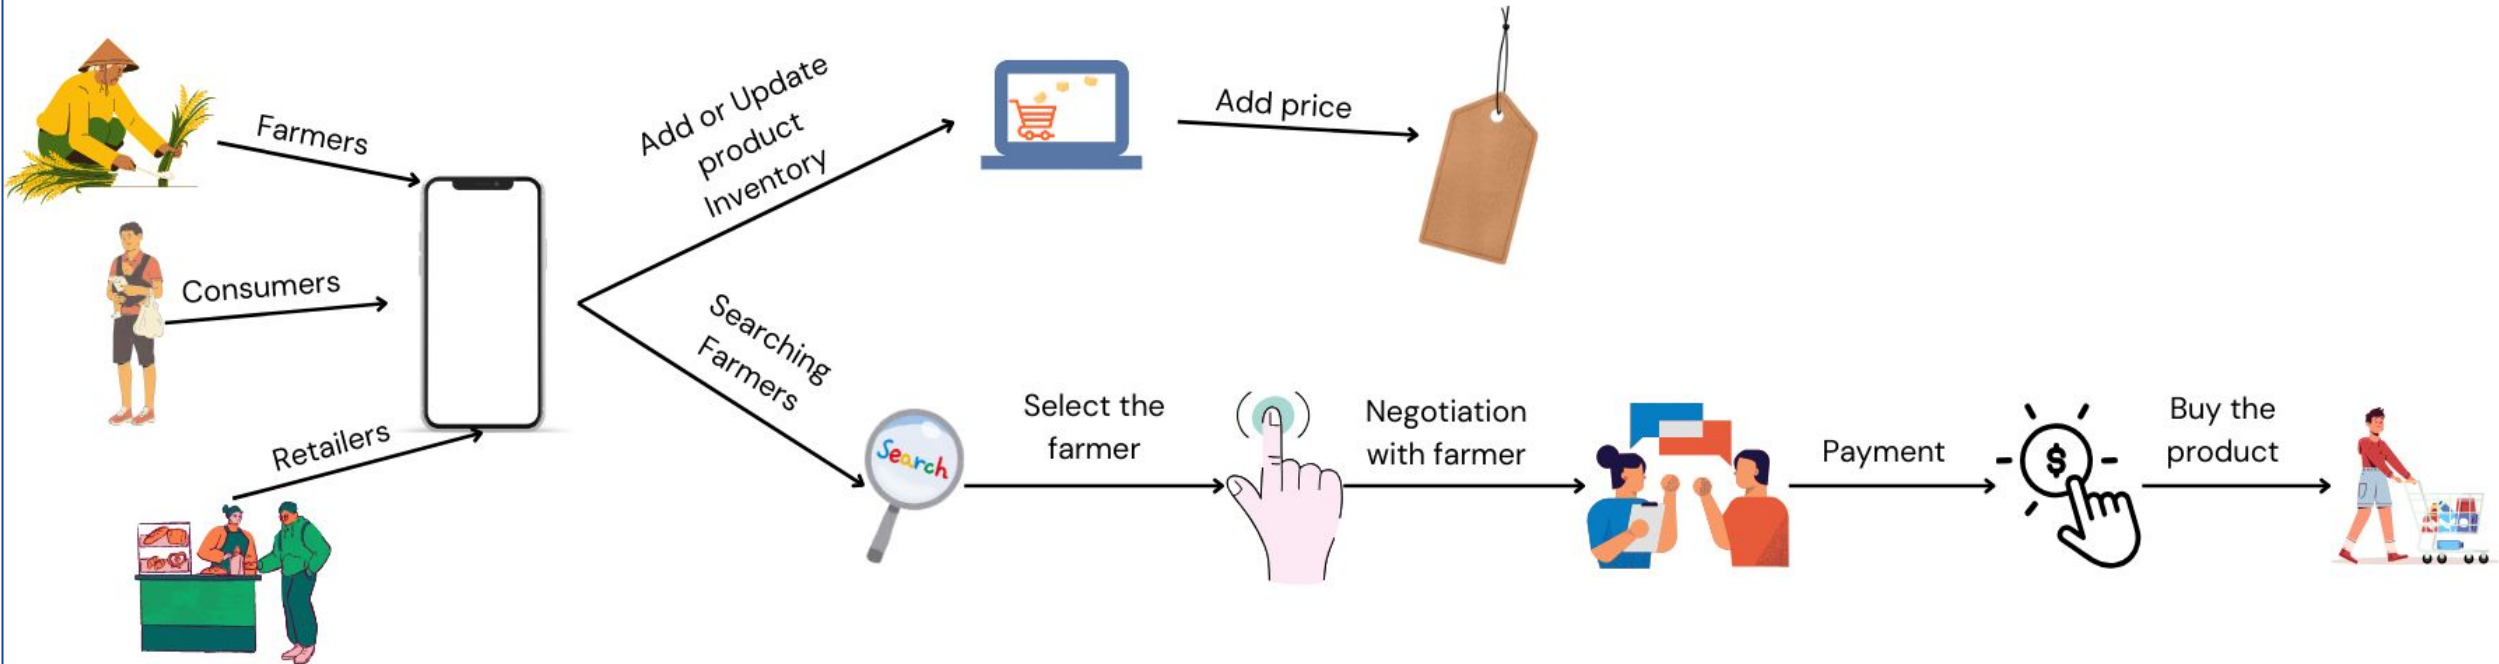 Farmers
Consumers
Retailers
Add or Update
product
Inventory
Add price
Searching
Farmers
Search
Select the
farmer
Negotiation
with farmer
Payment
$
Buy the
product